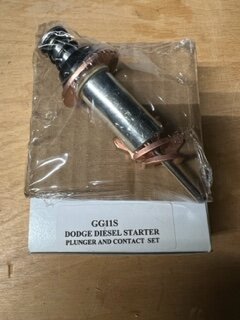 GG11S
DODGE DIESEL STARTER
PLUNGER AND CONTACT SET